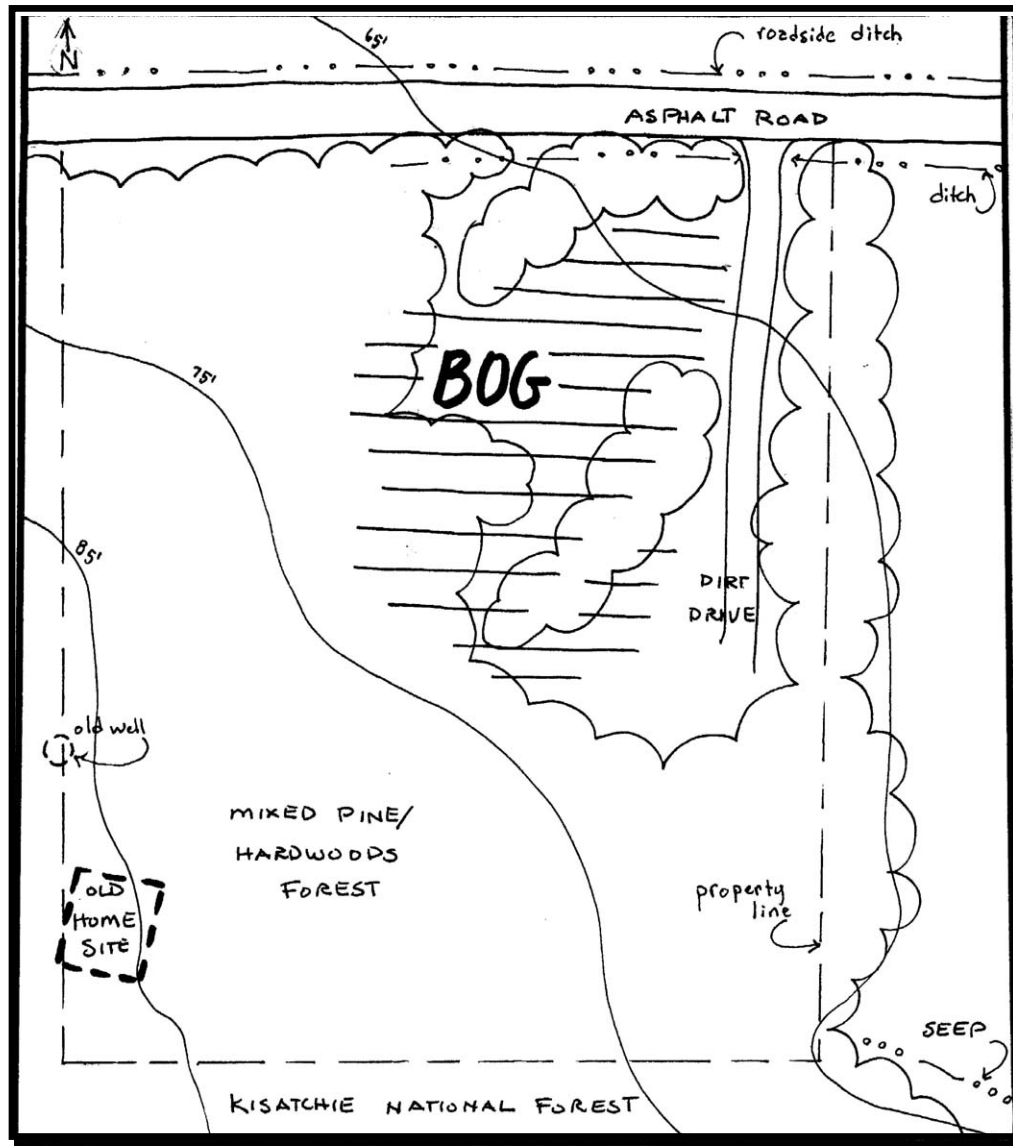 N
65'
roadside ditch
ASPHALT ROAD
ditch
75'
BOG
85'
DIRT
DRIVE
old well
MIXED PINE/
HARDWOODS
FOREST
OLD
HOME
SITE
property
line
SEEP
KISATCHIE NATIONAL FOREST